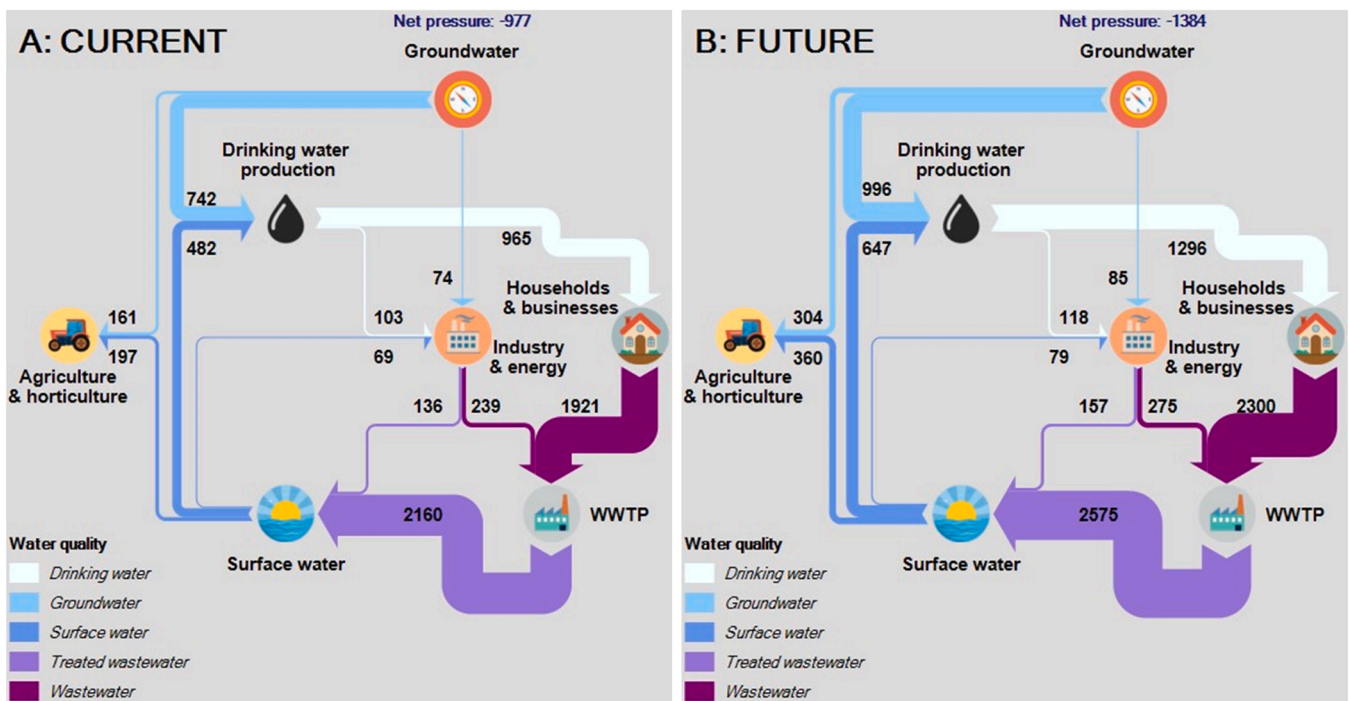 A: CURRENT
Net pressure: -977
Groundwater
Drinking water
production
742
482
965
74
Households
& businesses
161
197
103
69
Industry
& energy
Agriculture
& horticulture
136
239
1921
2160
WWTP
Surface water
Water quality
Drinking water
Groundwater
Surface water
Treated wastewater
Wastewater
B: FUTURE
Net pressure: -1384
Groundwater
Drinking water
production
996
647
1296
85
Households
& businesses
304
360
118
79
Industry
& energy
Agriculture
& horticulture
157
275
2300
2575
WWTP
Surface water
Water quality
Drinking water
Groundwater
Surface water
Treated wastewater
Wastewater